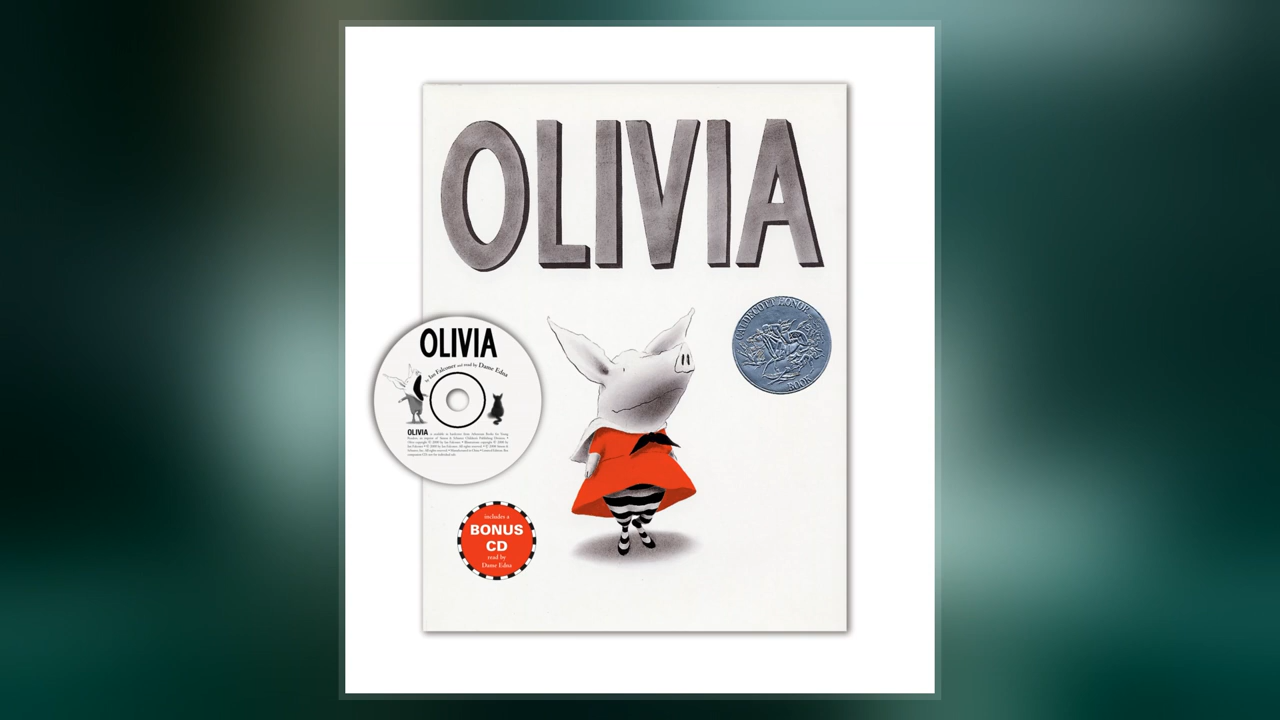 OLIVIA
CALDECOTT HONOR
BOOK
OLIVIA
by Ian Falconer and read by Dame Edna
OLIVIA
includes a
BONUS
CD
read by
Dame Edna